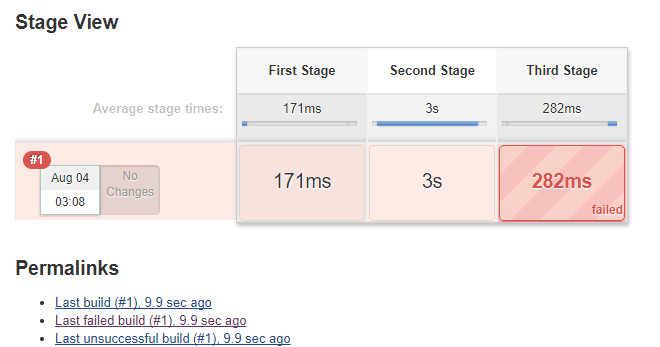 Stage View
First Stage Second Stage Third Stage
Average stage times: 171ms 3s 282ms
#1
Aug 04
03:08
No
Changes
171ms 3s 282ms
failed
Permalinks
Last build (#1), 9.9 sec ago
Last failed build (#1), 9.9 sec ago
Last unsuccessful build (#1), 9.9 sec ago